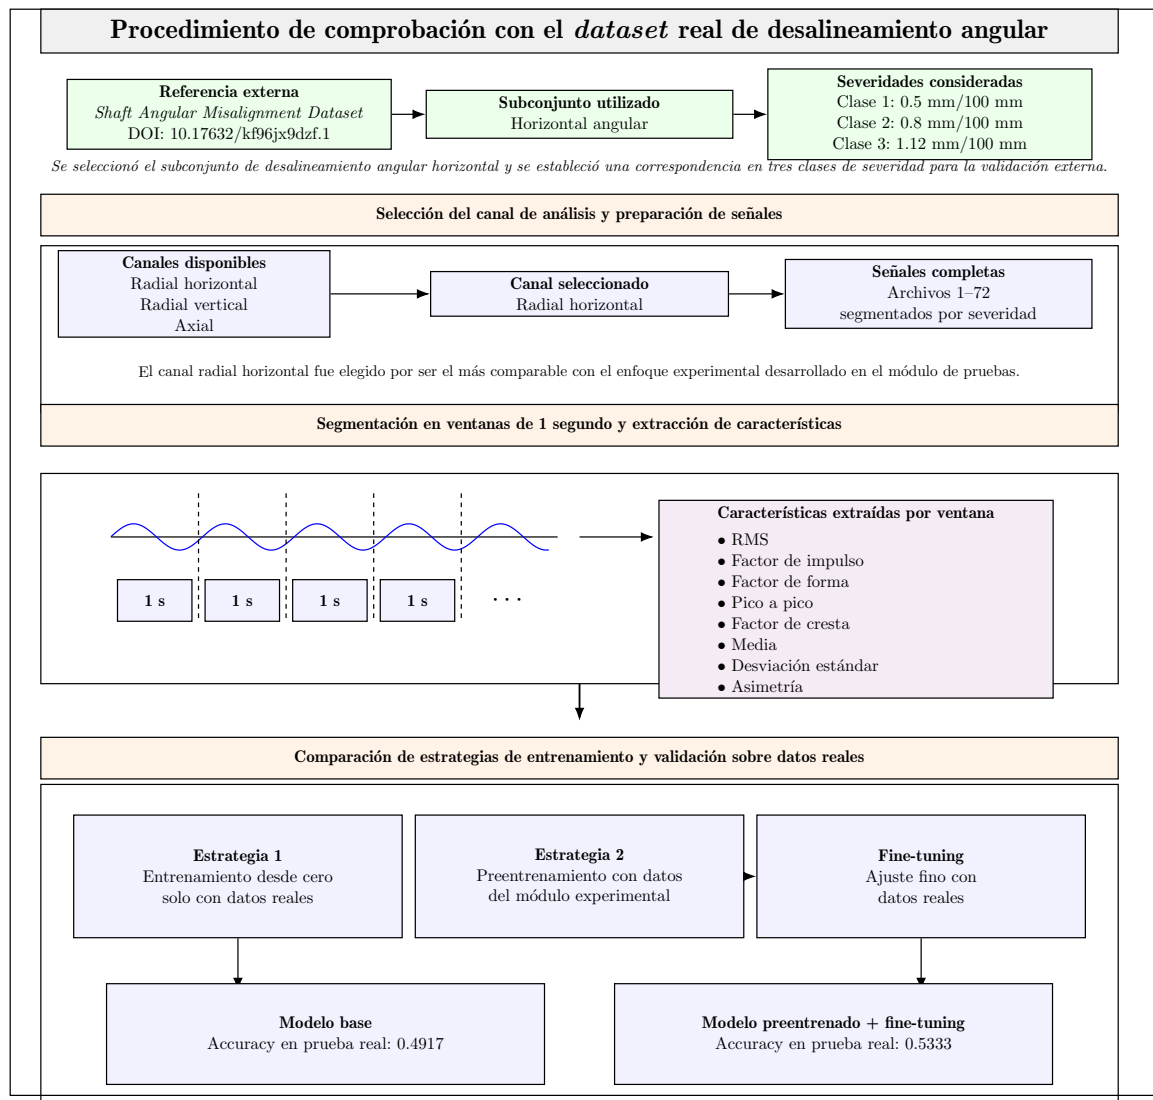 Procedimiento de comprobación con el dataset real de desalineamiento angular
Referencia externa
Shaft Angular Misalignment Dataset
DOI: 10.17632/kf96jx9dzf.1
Subconjunto utilizado
Horizontal angular
Severidades consideradas
Clase 1: 0.5 mm/100 mm
Clase 2: 0.8 mm/100 mm
Clase 3: 1.12 mm/100 mm
Se seleccionó el subconjunto de desalineamiento angular horizontal y se estableció una correspondencia en tres clases de severidad para la validación externa.
Selección del canal de análisis y preparación de señales
Canales disponibles
Radial horizontal
Radial vertical
Axial
Canal seleccionado
Radial horizontal
Señales completas
Archivos 1–72
segmentados por severidad
El canal radial horizontal fue elegido por ser el más comparable con el enfoque experimental desarrollado en el módulo de pruebas.
Segmentación en ventanas de 1 segundo y extracción de características
1 s
1 s
1 s
1 s
· · ·
Características extraídas por ventana
• RMS
• Factor de impulso
• Factor de forma
• Pico a pico
• Factor de cresta
• Media
• Desviación estándar
• Asimetría
Comparación de estrategias de entrenamiento y validación sobre datos reales
Estrategia 1
Entrenamiento desde cero
solo con datos reales
Estrategia 2
Preentrenamiento con datos
del módulo experimental
Fine-tuning
Ajuste fino con
datos reales
Modelo base
Accuracy en prueba real: 0.4917
Modelo preentrenado + fine-tuning
Accuracy en prueba real: 0.5333